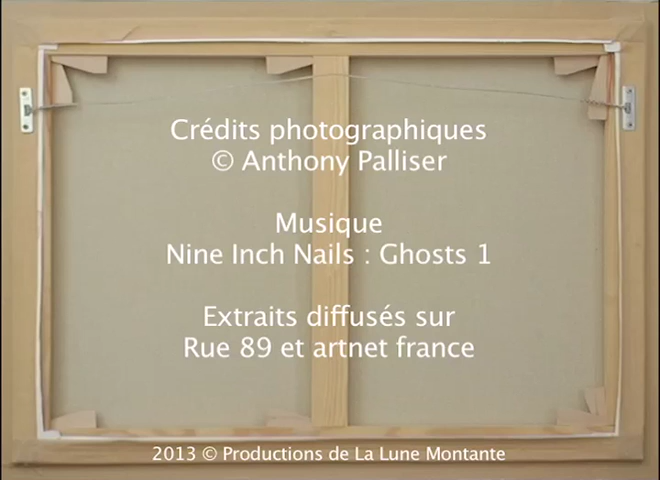 Crédits photographiques
© Anthony Palliser
Musique
Nine Inch Nails : Ghosts 1
Extraits diffusés sur
Rue 89 et artnet france
2013 © Productions de La Lune Montante